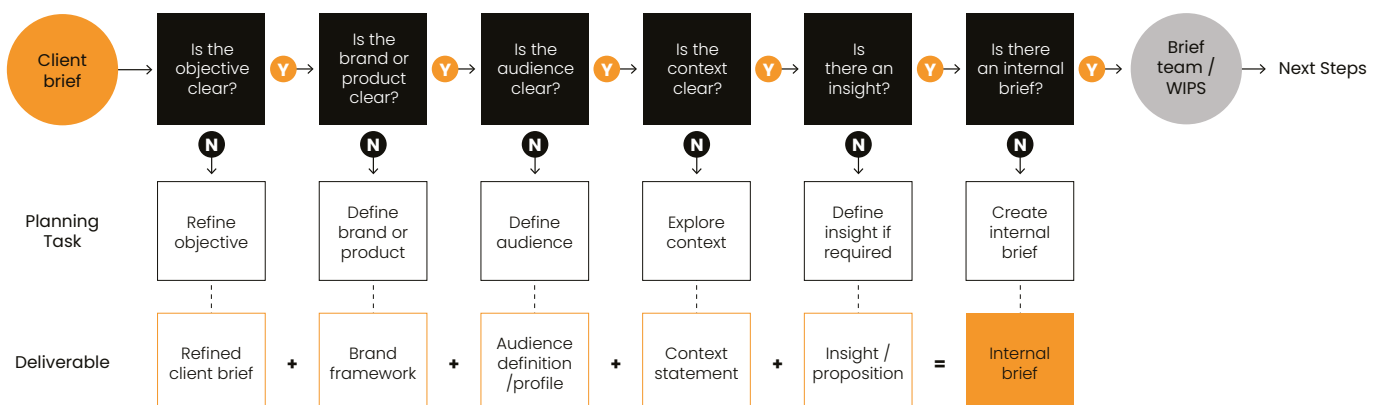 Client
brief
Is the
objective
clear?
Y
Is the
brand or
product
clear?
Y
Is the
audience
clear?
Y
Is the
context
clear?
Y
Is
there an
insight?
Y
Is there
an internal
brief?
Y
Brief
team /
WIPS
Next Steps
N
N
N
N
N
N
Planning
Task
Refine
objective
Define
brand or
product
Define
audience
Explore
context
Define
insight if
required
Create
internal
brief
Deliverable
Refined
client brief
+
Brand
framework
+
Audience
definition
/profile
+
Context
statement
+
Insight /
proposition
=
Internal
brief